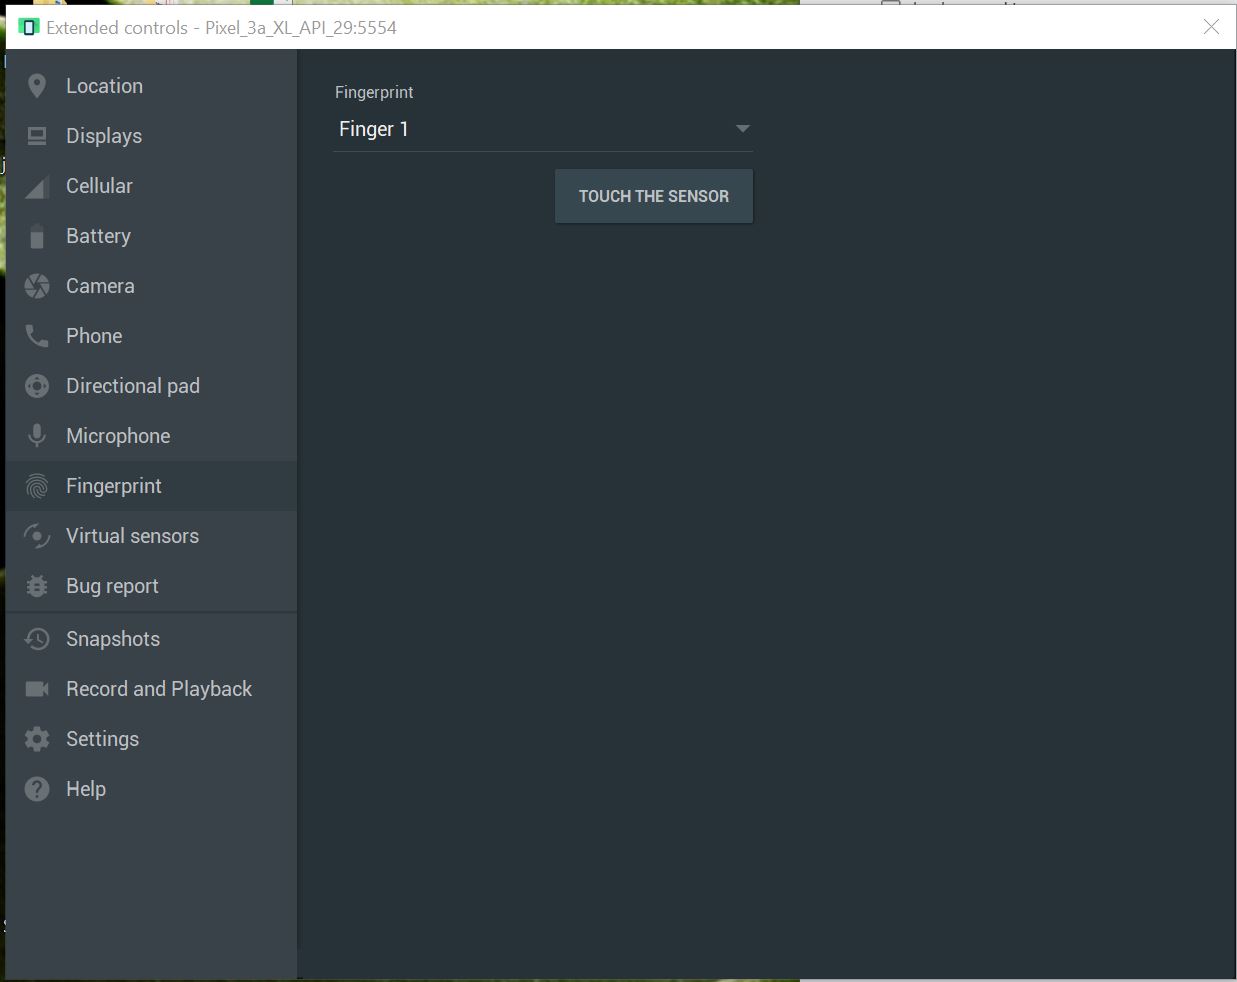 Extended controls - Pixel_3a_XL_API_29:5554
Location
Displays
Cellular
Battery
Camera
Phone
Directional pad
Microphone
Fingerprint
Virtual sensors
Bug report
Snapshots
Record and Playback
Settings
Help
Fingerprint
Finger 1
TOUCH THE SENSOR